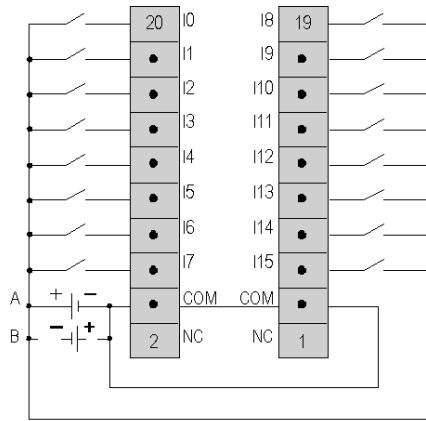 20 I0 I8 19
I1 I9
I2 I10
I3 I11
I4 I12
I5 I13
I6 I14
I7 I15
A + − COM COM
B − + 2 NC NC 1